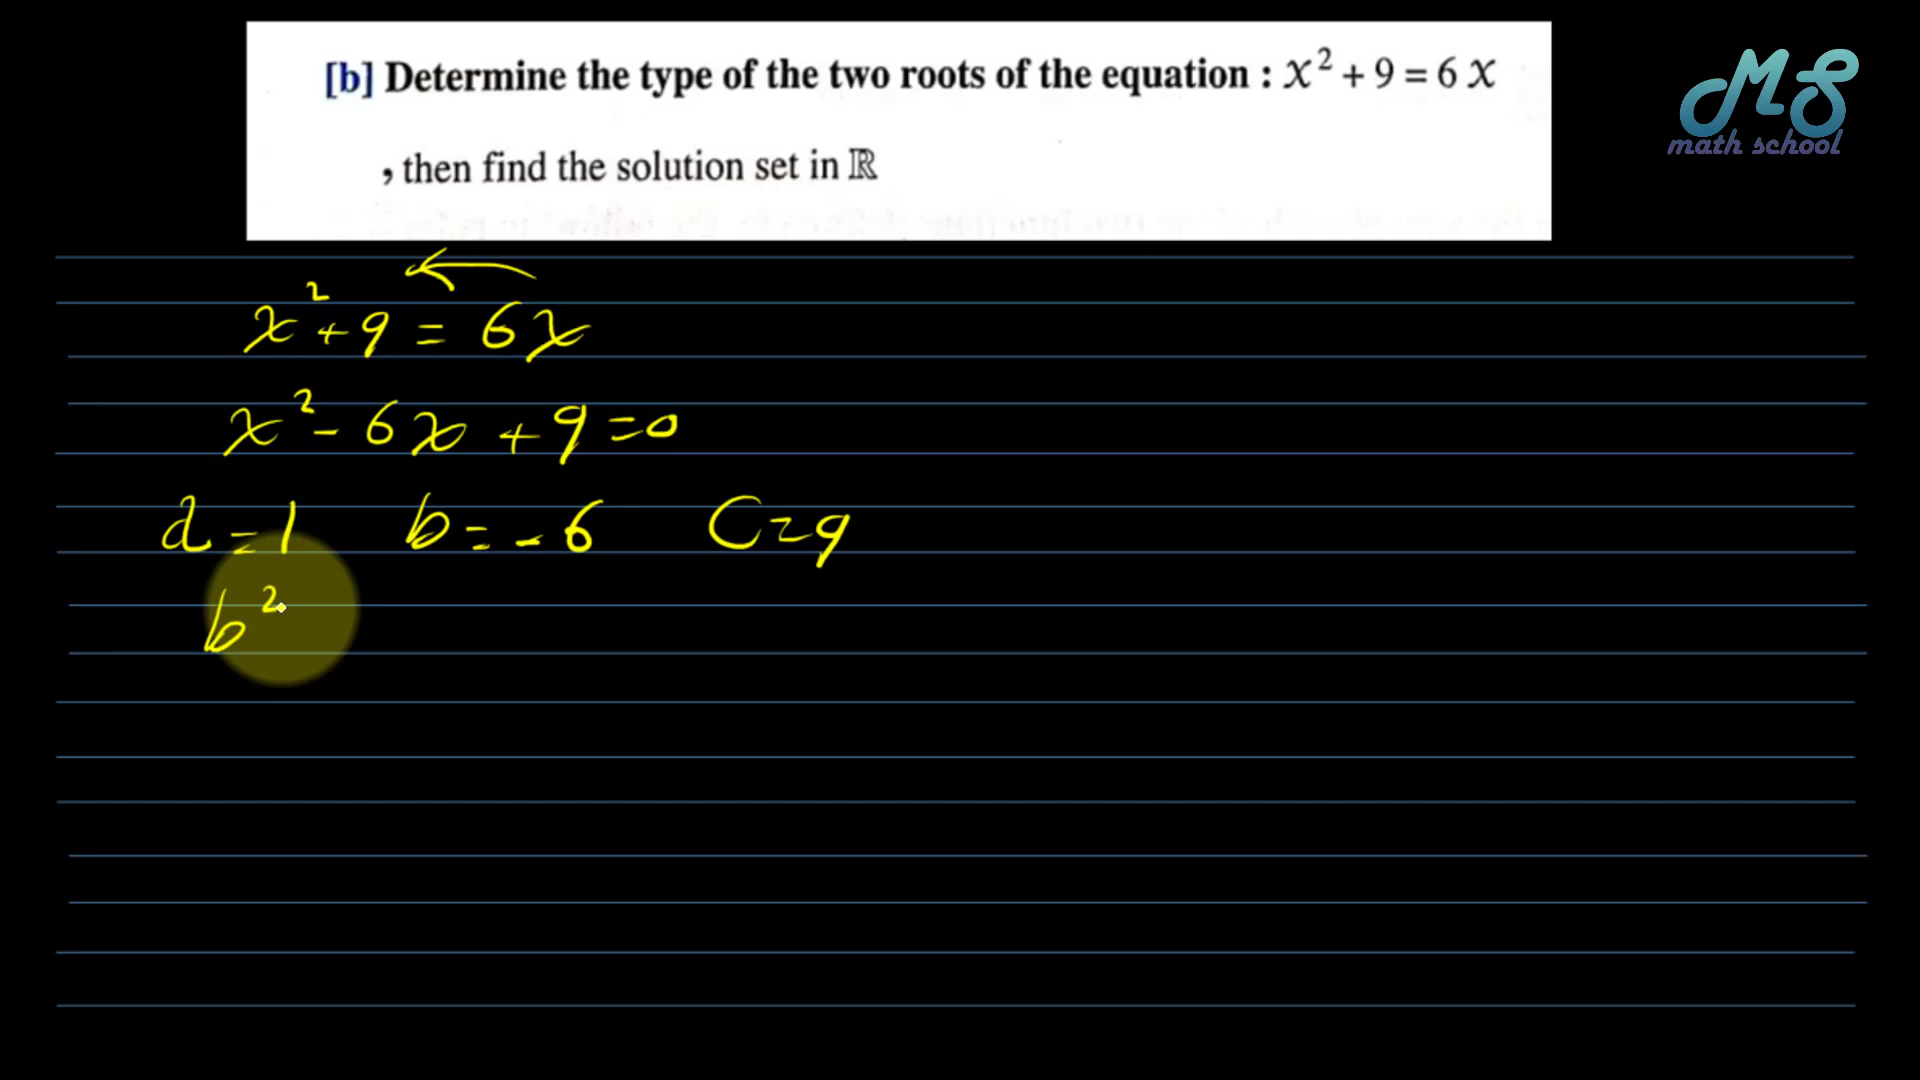 [b] Determine the type of the two roots of the equation : x² + 9 = 6 x
, then find the solution set in ℝ
MS
math school
x² + 9 = 6x
x² - 6x + 9 = 0
a = 1 b = - 6 C = 9
b²